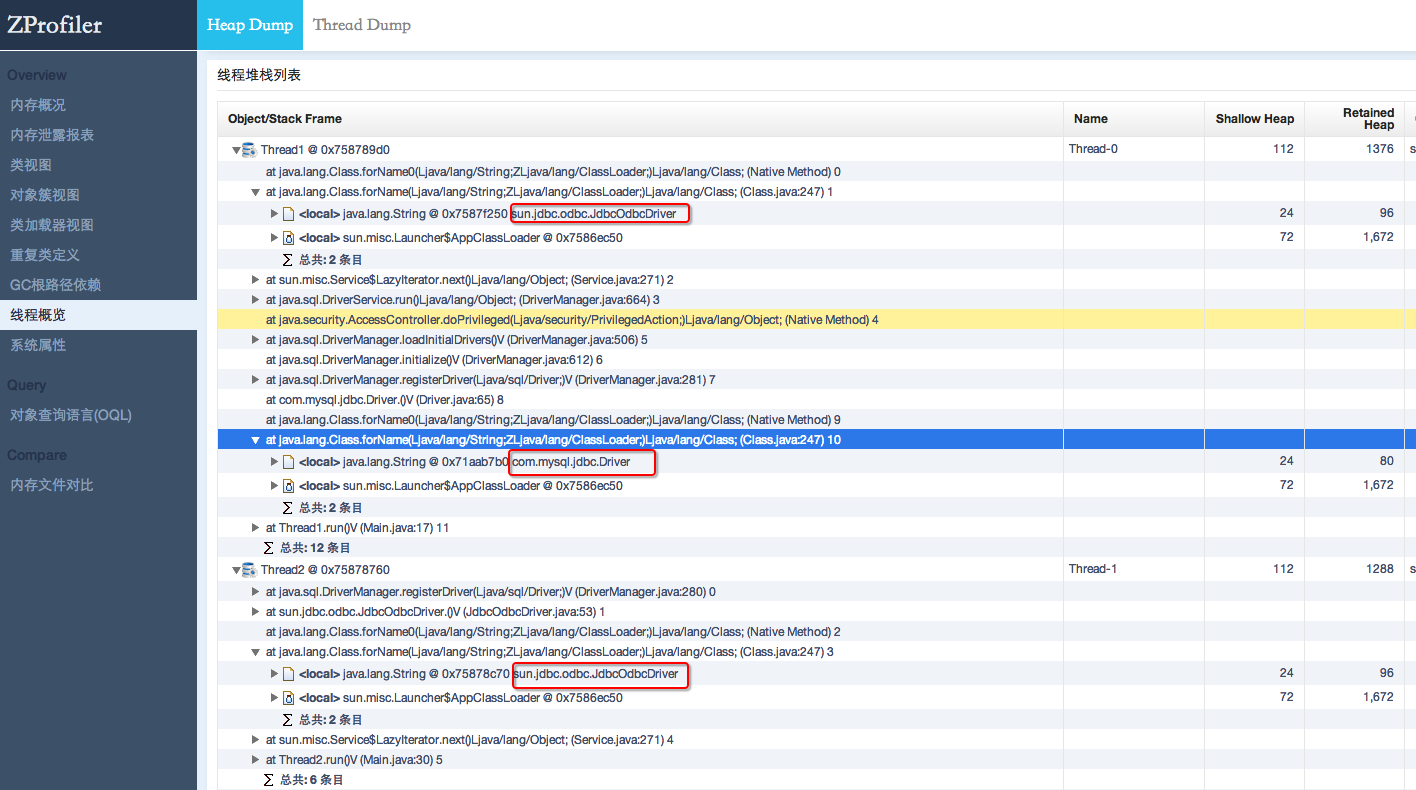 ZProfiler
Heap Dump Thread Dump
Overview
内存概况
内存泄露报表
类视图
对象簇视图
类加载器视图
重复类定义
GC根路径依赖
线程概览
系统属性
Query
对象查询语言(OQL)
Compare
内存文件对比
线程堆栈列表
Object/Stack Frame Name Shallow Heap Retained Heap
Thread1 @ 0x758789d0 Thread-0 112 1376 s
at java.lang.Class.forName0(Ljava/lang/String;ZLjava/lang/ClassLoader;)Ljava/lang/Class; (Native Method) 0
at java.lang.Class.forName(Ljava/lang/String;ZLjava/lang/ClassLoader;)Ljava/lang/Class; (Class.java:247) 1
<local> java.lang.String @ 0x7587f250 sun.jdbc.odbc.JdbcOdbcDriver 24 96
<local> sun.misc.Launcher$AppClassLoader @ 0x7586ec50 72 1,672
∑ 总共: 2 条目
at sun.misc.Service$LazyIterator.next()Ljava/lang/Object; (Service.java:271) 2
at java.sql.DriverService.run()Ljava/lang/Object; (DriverManager.java:664) 3
at java.security.AccessController.doPrivileged(Ljava/security/PrivilegedAction;)Ljava/lang/Object; (Native Method) 4
at java.sql.DriverManager.loadInitialDrivers()V (DriverManager.java:506) 5
at java.sql.DriverManager.initialize()V (DriverManager.java:612) 6
at java.sql.DriverManager.registerDriver(Ljava/sql/Driver;)V (DriverManager.java:281) 7
at com.mysql.jdbc.Driver.()V (Driver.java:65) 8
at java.lang.Class.forName0(Ljava/lang/String;ZLjava/lang/ClassLoader;)Ljava/lang/Class; (Native Method) 9
at java.lang.Class.forName(Ljava/lang/String;ZLjava/lang/ClassLoader;)Ljava/lang/Class; (Class.java:247) 10
<local> java.lang.String @ 0x71aab7b0 com.mysql.jdbc.Driver 24 80
<local> sun.misc.Launcher$AppClassLoader @ 0x7586ec50 72 1,672
∑ 总共: 2 条目
at Thread1.run()V (Main.java:17) 11
∑ 总共: 12 条目
Thread2 @ 0x75878760 Thread-1 112 1288 s
at java.sql.DriverManager.registerDriver(Ljava/sql/Driver;)V (DriverManager.java:280) 0
at sun.jdbc.odbc.JdbcOdbcDriver.()V (JdbcOdbcDriver.java:53) 1
at java.lang.Class.forName0(Ljava/lang/String;ZLjava/lang/ClassLoader;)Ljava/lang/Class; (Native Method) 2
at java.lang.Class.forName(Ljava/lang/String;ZLjava/lang/ClassLoader;)Ljava/lang/Class; (Class.java:247) 3
<local> java.lang.String @ 0x75878c70 sun.jdbc.odbc.JdbcOdbcDriver 24 96
<local> sun.misc.Launcher$AppClassLoader @ 0x7586ec50 72 1,672
∑ 总共: 2 条目
at sun.misc.Service$LazyIterator.next()Ljava/lang/Object; (Service.java:271) 4
at Thread2.run()V (Main.java:30) 5
∑ 总共: 6 条目